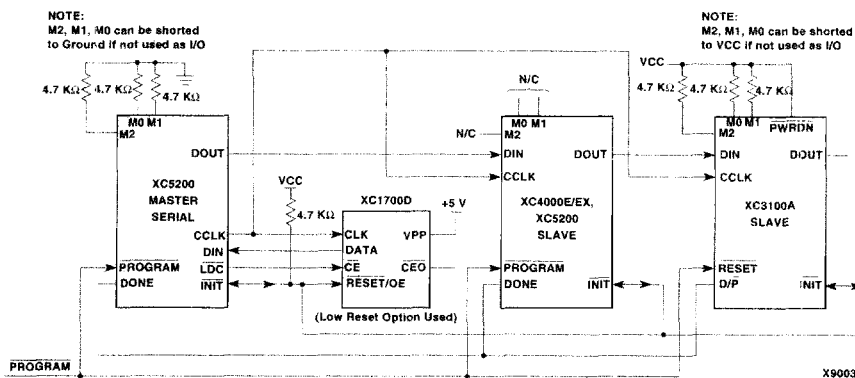 NOTE:
M2, M1, M0 can be shorted
to Ground if not used as I/O
4.7 KΩ
4.7 KΩ
4.7 KΩ
M0 M1
M2
DOUT
XC5200
MASTER
SERIAL
CCLK
DIN
PROGRAM
LDC
DONE
INIT
VCC
4.7 KΩ
XC1700D
+5 V
CLK
VPP
DATA
CE
CEO
RESET/OE
(Low Reset Option Used)
N/C
N/C
M0 M1
M2
DIN
DOUT
CCLK
XC4000E/EX,
XC5200
SLAVE
PROGRAM
DONE
INIT
NOTE:
M2, M1, M0 can be shorted
to VCC if not used as I/O
VCC
4.7 KΩ
4.7 KΩ
4.7 KΩ
M0 M1
PWRDN
M2
DIN
DOUT
CCLK
XC3100A
SLAVE
RESET
D/P
INIT
PROGRAM
X9003